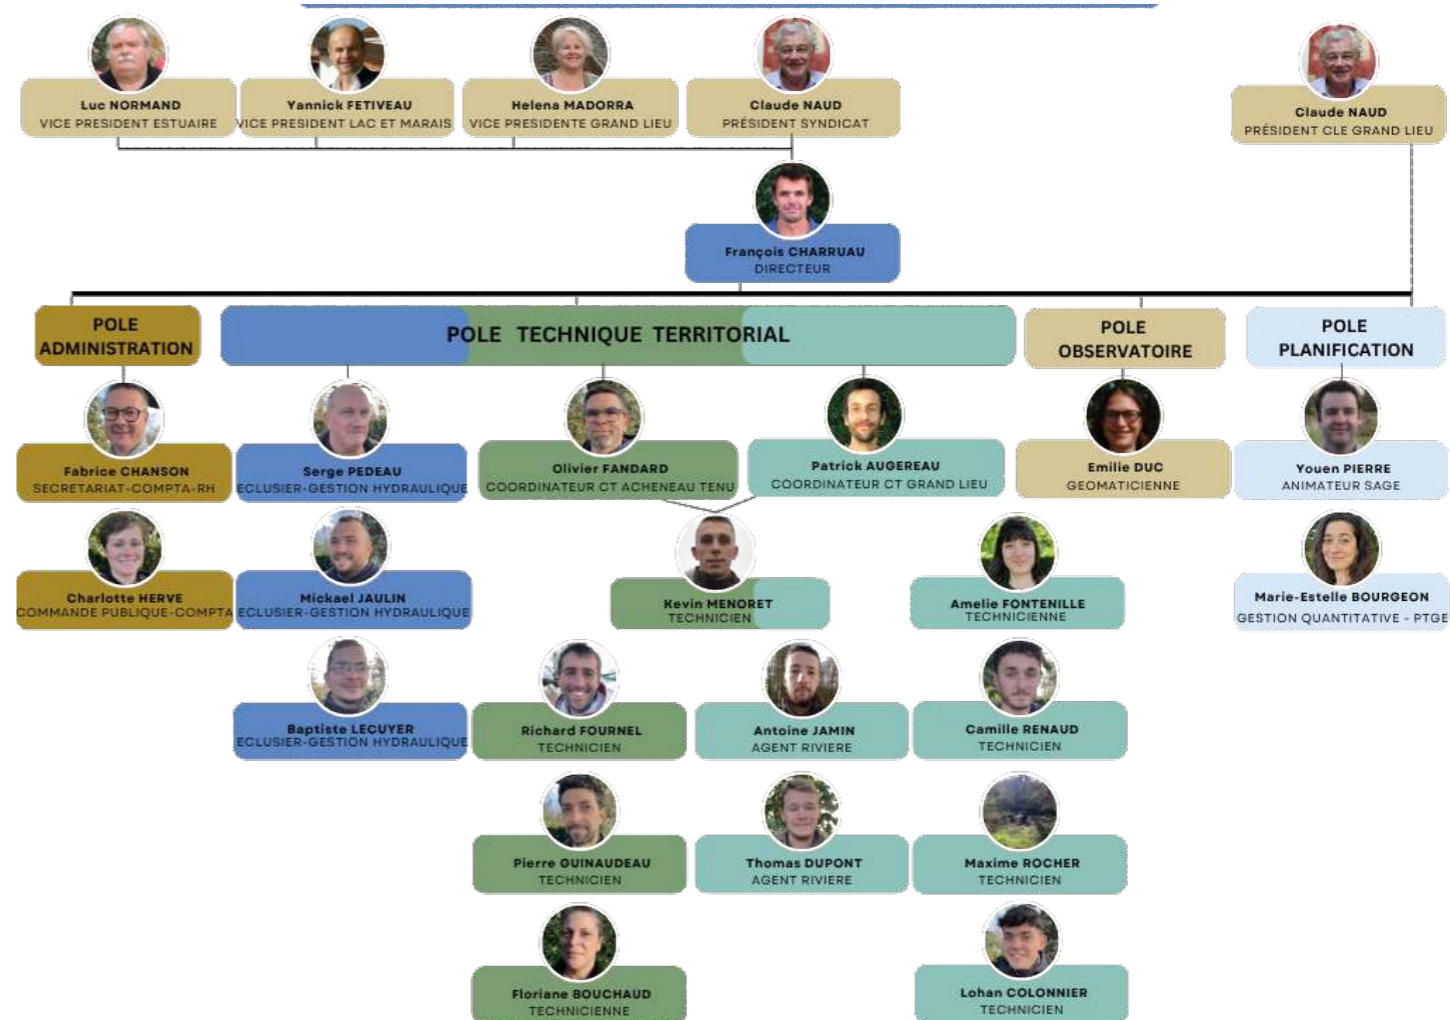 Luc NORMAND
VICE PRESIDENT ESTUAIRE
Yannick FETIVEAU
VICE PRESIDENT LAC ET MARAIS
Helena MADORRA
VICE PRESIDENTE GRAND LIEU
Claude NAUD
PRÉSIDENT SYNDICAT
Claude NAUD
PRÉSIDENT CLE GRAND LIEU
François CHARRUAU
DIRECTEUR
POLE
ADMINISTRATION
POLE TECHNIQUE TERRITORIAL
POLE
OBSERVATOIRE
POLE
PLANIFICATION
Fabrice CHANSON
SECRETARIAT-COMPTA-RH
Serge PEDEAU
ECLUSIER-GESTION HYDRAULIQUE
Olivier FANDARD
COORDINATEUR CT ACHENEAU TENU
Patrick AUGEREAU
COORDINATEUR CT GRAND LIEU
Emilie DUC
GEOMATICIENNE
Youen PIERRE
ANIMATEUR SAGE
Charlotte HERVE
COMMANDE PUBLIQUE-COMPTA
Mickael JAULIN
ECLUSIER-GESTION HYDRAULIQUE
Kevin MENORET
TECHNICIEN
Amelie FONTENILLE
TECHNICIENNE
Marie-Estelle BOURGEON
GESTION QUANTITATIVE - PTGE
Baptiste LECUYER
ECLUSIER-GESTION HYDRAULIQUE
Richard FOURNEL
TECHNICIEN
Antoine JAMIN
AGENT RIVIERE
Camille RENAUD
TECHNICIEN
Pierre GUINAUDEAU
TECHNICIEN
Thomas DUPONT
AGENT RIVIERE
Maxime ROCHER
TECHNICIEN
Floriane BOUCHAUD
TECHNICIENNE
Lohan COLONNIER
TECHNICIEN